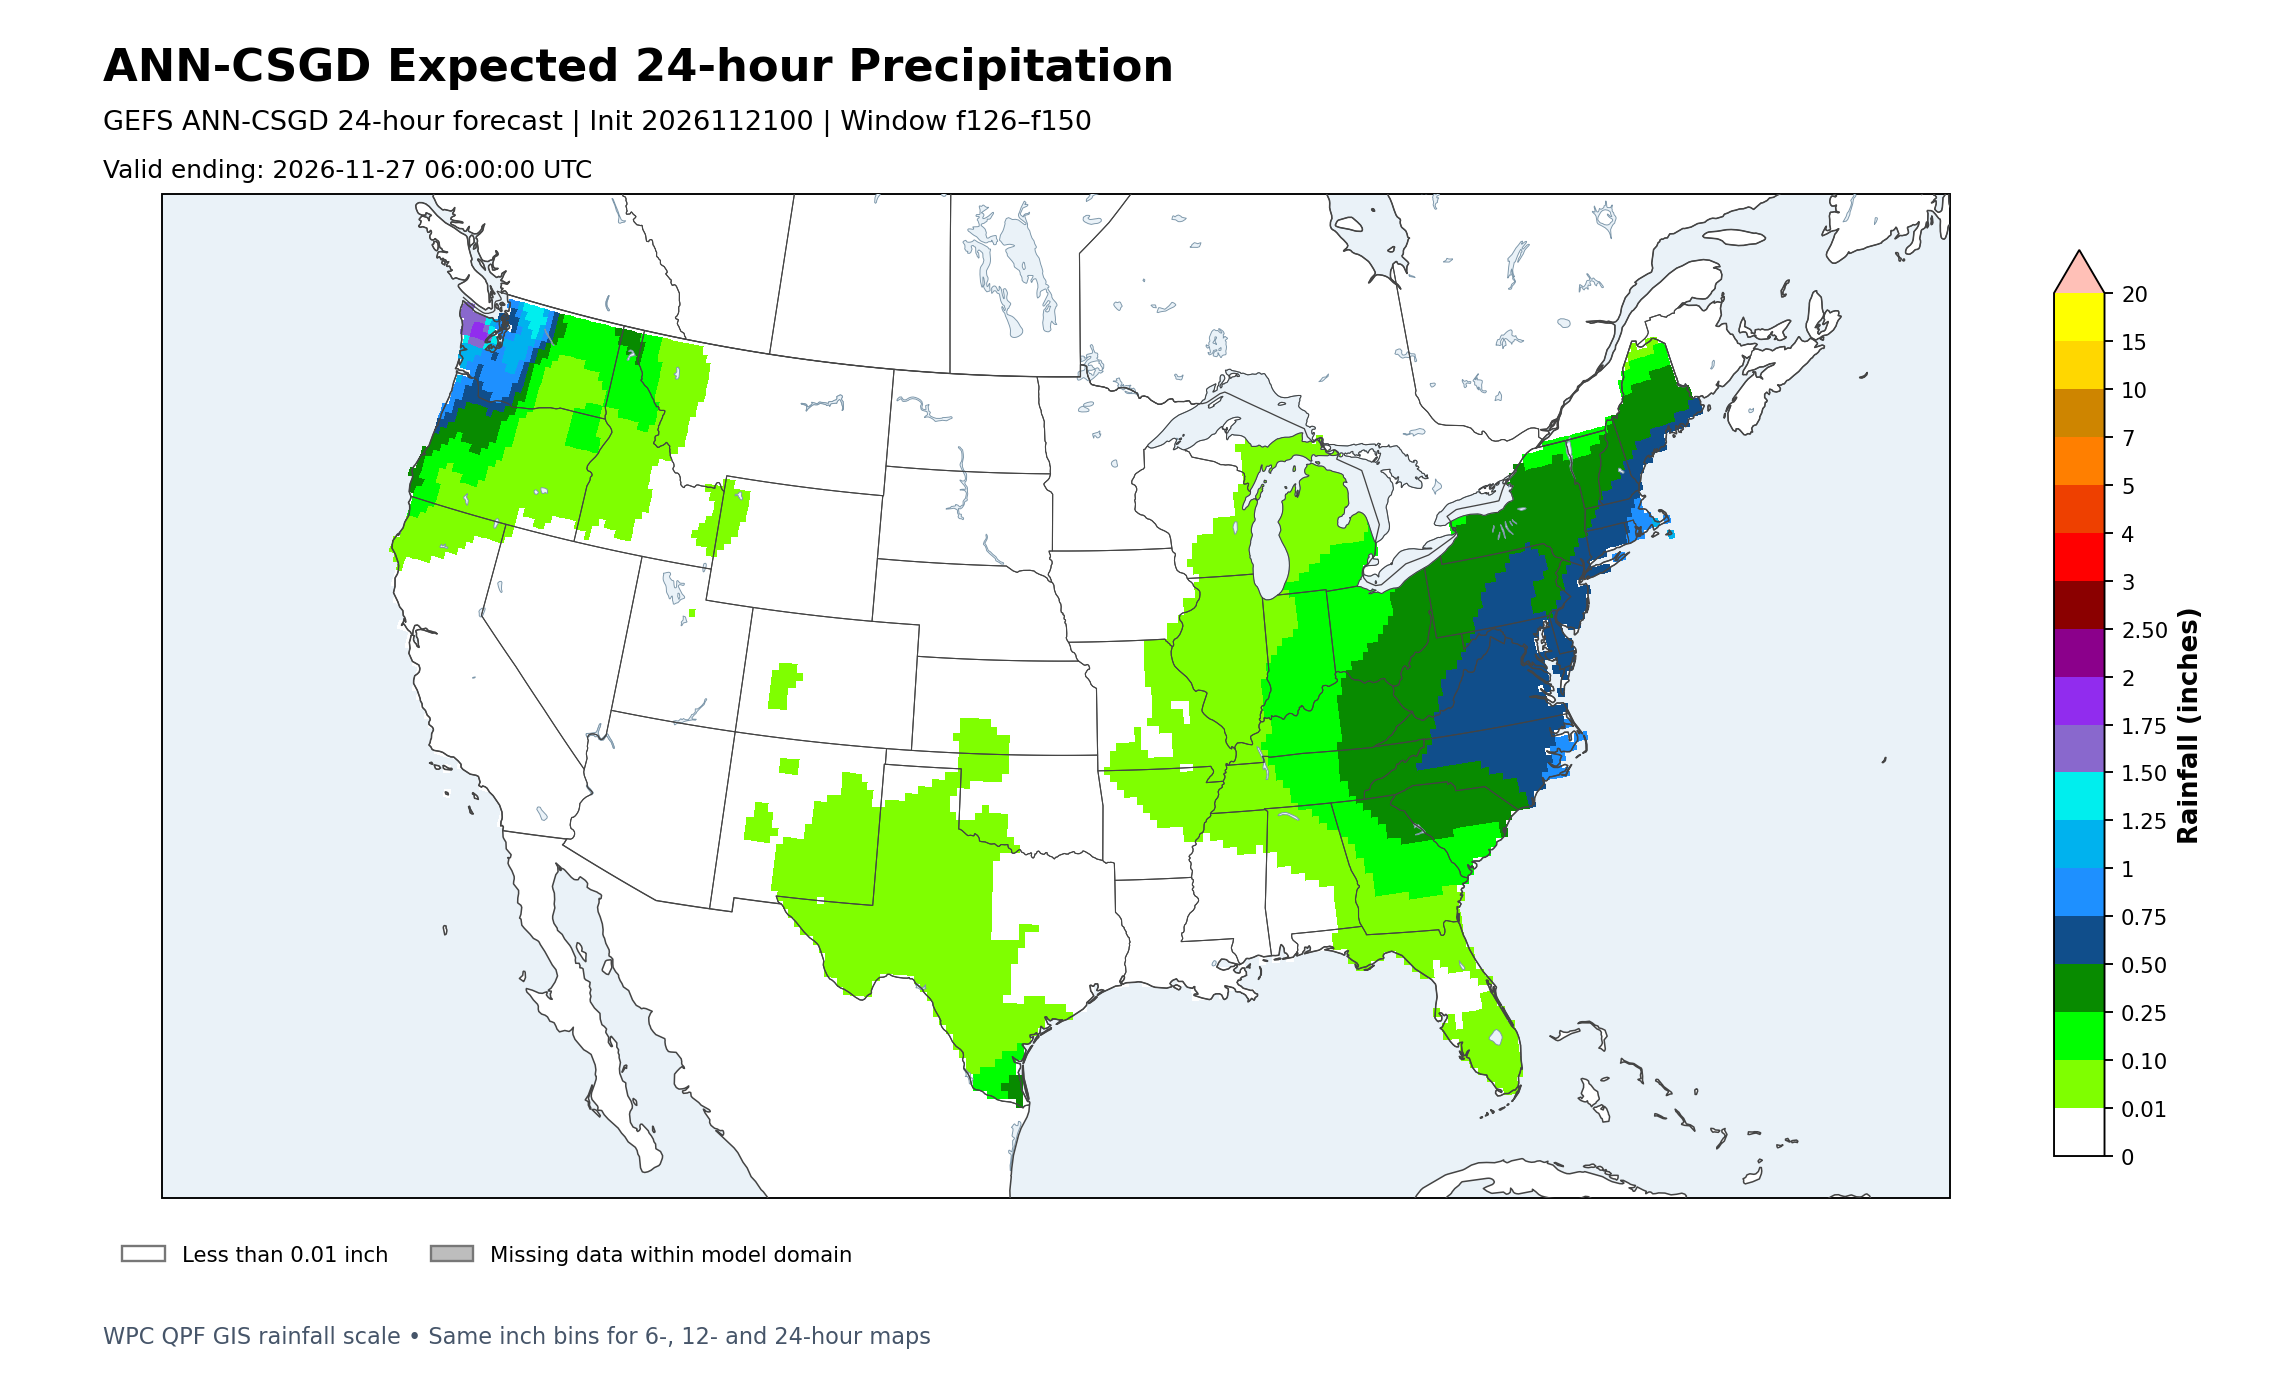 ANN-CSGD Expected 24-hour Precipitation
GEFS ANN-CSGD 24-hour forecast | Init 2026112100 | Window f126–f150
Valid ending: 2026-11-27 06:00:00 UTC
20
15
10
7
5
4
3
2.50
2
1.75
1.50
1.25
1
0.75
0.50
0.25
0.10
0.01
0
Rainfall (inches)
Less than 0.01 inch
Missing data within model domain
WPC QPF GIS rainfall scale • Same inch bins for 6-, 12- and 24-hour maps